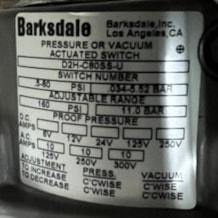 Barksdale Barksdale, Inc.
Los Angeles, CA
PRESSURE OR VACUUM
ACTUATED SWITCH
D2H-C80SS-U
SWITCH NUMBER
.5-80 PSI .034-5.52 BAR
ADJUSTABLE RANGE
160 PSI 11.0 BAR
PROOF PRESSURE
D.C. 6V 12V 24V 125V 250V
AMPS
A.C. 125V 250V
AMPS 10 10
ADJUSTMENT PRESS VACUUM
TO INCREASE C'WISE C'C'WISE
TO DECREASE C'C'WISE C'WISE